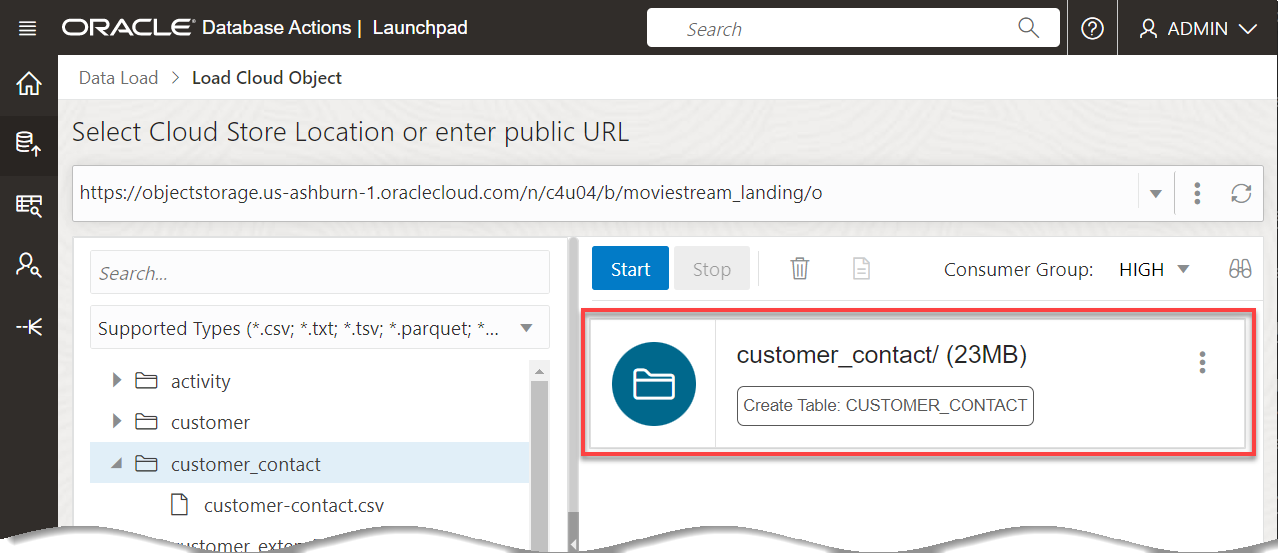 ORACLE® Database Actions | Launchpad
Search
ADMIN
Data Load > Load Cloud Object
Select Cloud Store Location or enter public URL
https://objectstorage.us-ashburn-1.oraclecloud.com/n/c4u04/b/moviestream_landing/o
Search...
Supported Types (*.csv; *.txt; *.tsv; *.parquet; *...
activity
customer
customer_contact
customer-contact.csv
Start
Stop
Consumer Group:
HIGH
customer_contact/ (23MB)
Create Table: CUSTOMER_CONTACT